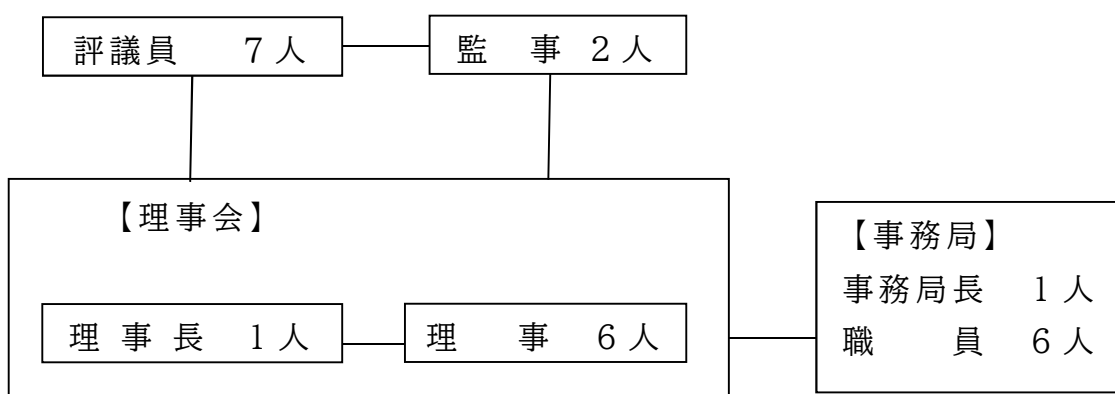 評議員　７人
監　事 ２人
【理事会】
理 事 長 １人
理　事　６人
【事務局】
事務局長　１人
職　　員　６人